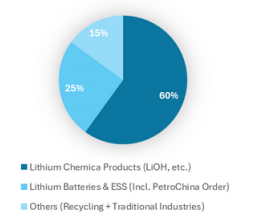 15%
25%
60%
Lithium Chemica Products (LiOH, etc.)
Lithium Batteries & ESS (Incl. PetroChina Order)
Others (Recycling + Traditional Industries)